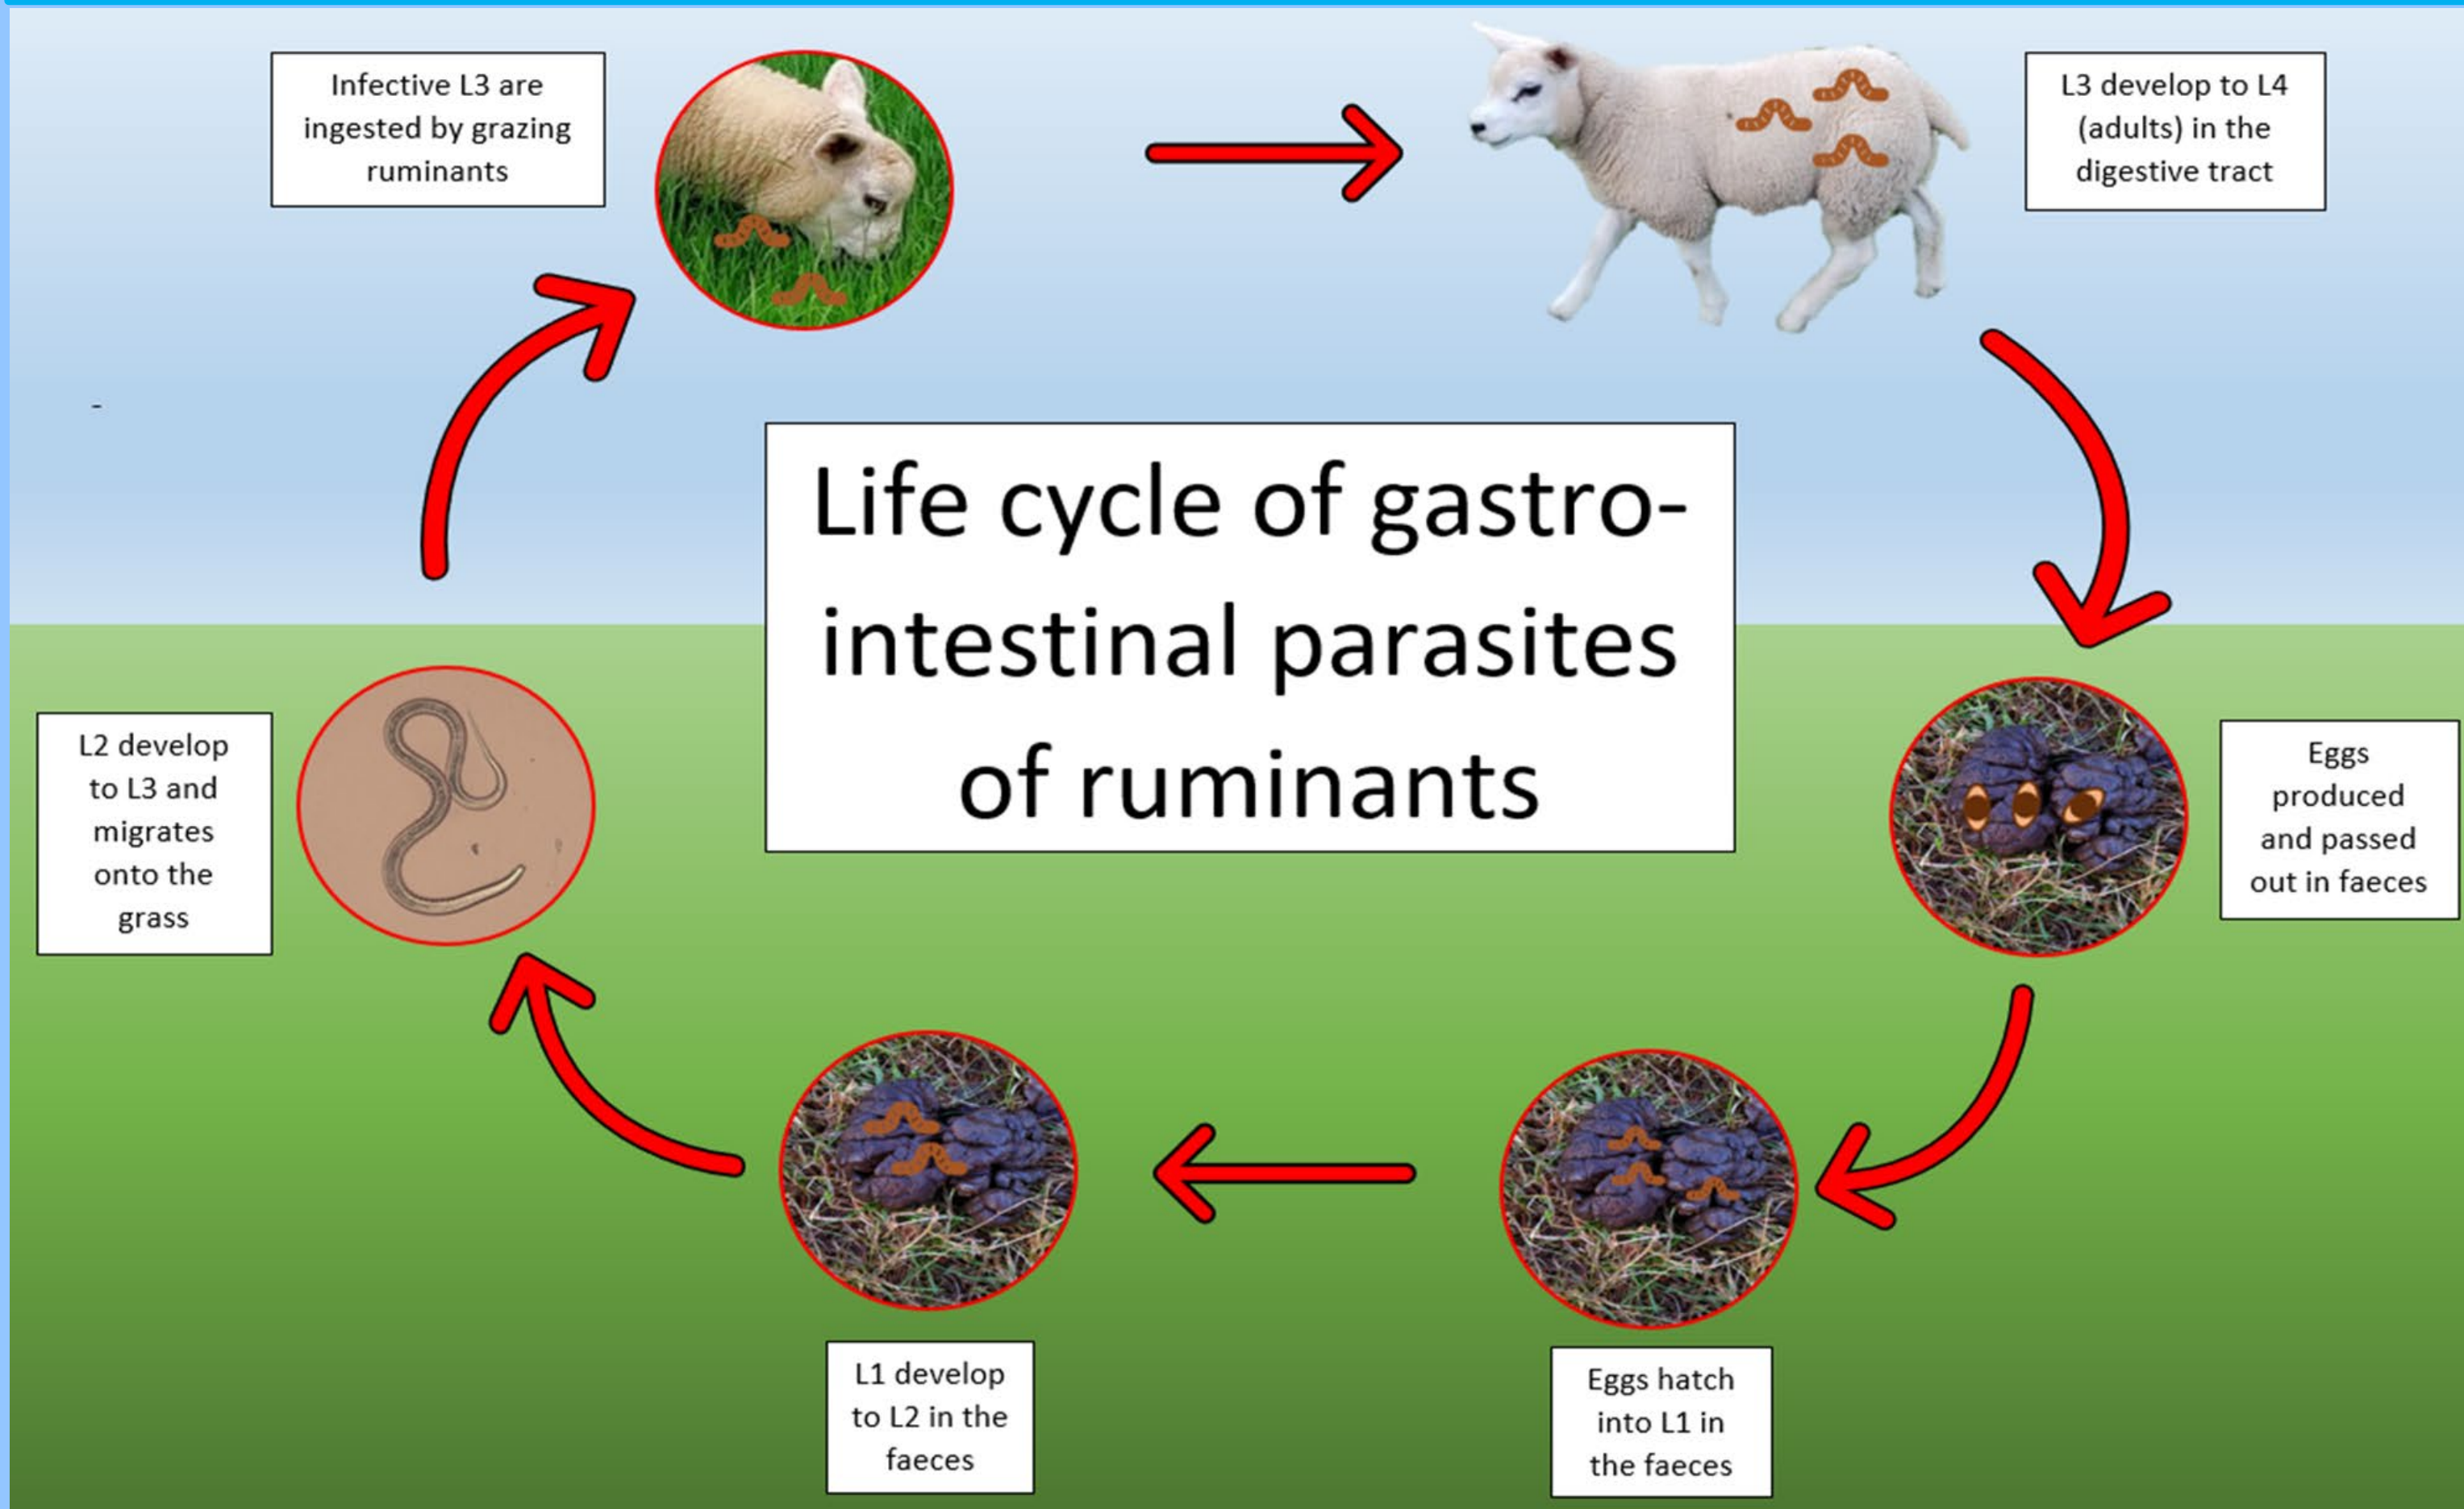 Infective L3 are
ingested by grazing
ruminants
L3 develop to L4
(adults) in the
digestive tract
-
Life cycle of gastro-
intestinal parasites
of ruminants
L2 develop
to L3 and
migrates
onto the
grass
Eggs
produced
and passed
out in faeces
L1 develop
to L2 in the
faeces
Eggs hatch
into L1 in
the faeces